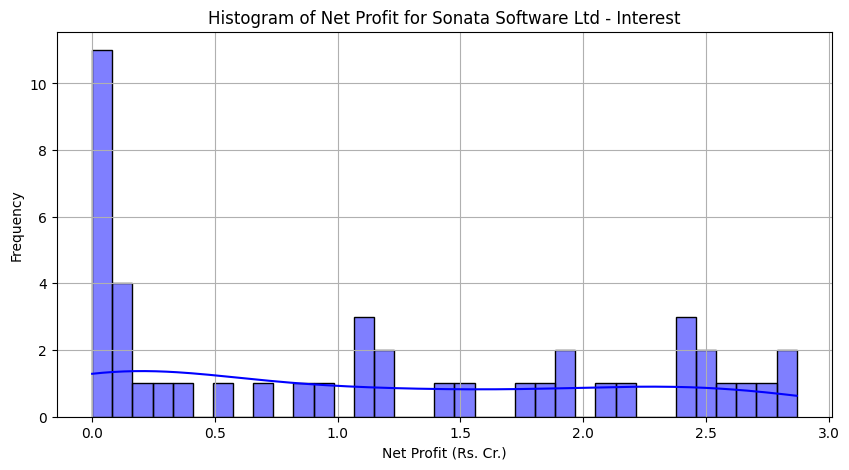 Histogram of Net Profit for Sonata Software Ltd - Interest
Frequency
10
8
6
4
2
0
0.0 0.5 1.0 1.5 2.0 2.5 3.0
Net Profit (Rs. Cr.)